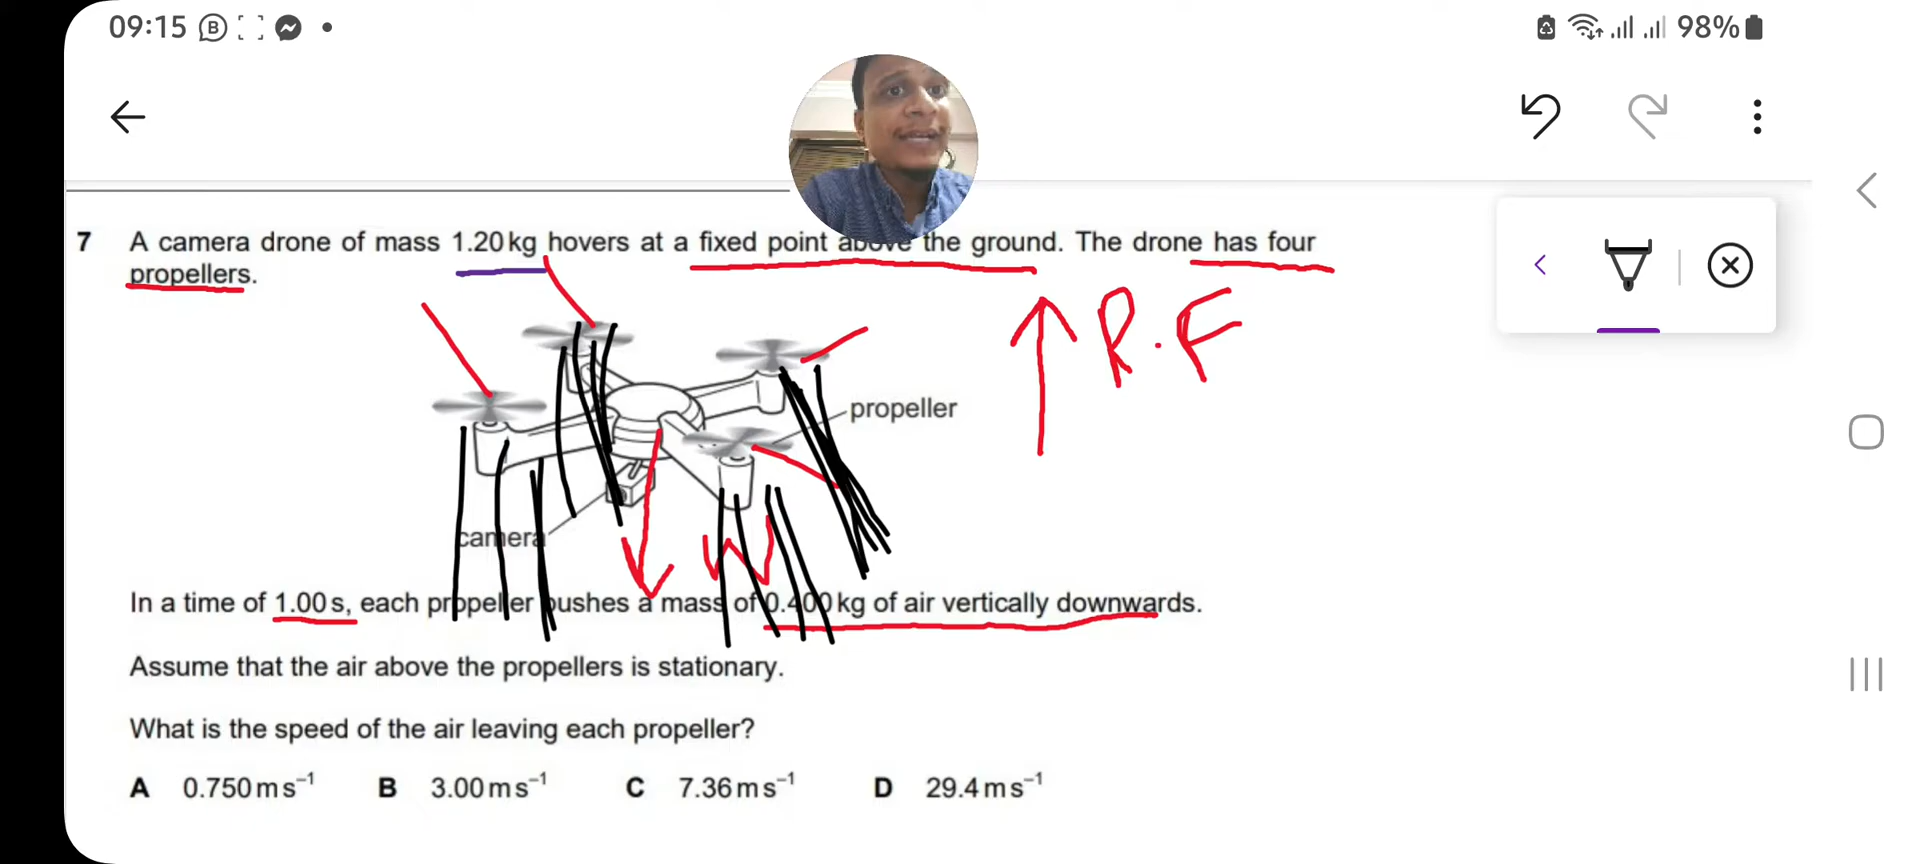 09:15 98%
7 A camera drone of mass 1.20 kg hovers at a fixed point above the ground. The drone has four
propellers.
R.F
propeller
camera
W
In a time of 1.00 s, each propeller pushes a mass of 0.400 kg of air vertically downwards.
Assume that the air above the propellers is stationary.
What is the speed of the air leaving each propeller?
A 0.750 m s⁻¹ B 3.00 m s⁻¹ C 7.36 m s⁻¹ D 29.4 m s⁻¹